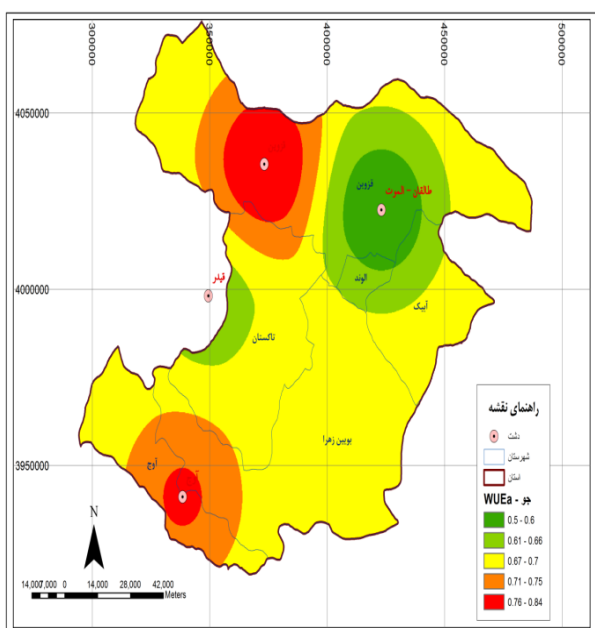 300000
350000
400000
450000
500000
4050000
قزوین
طالقان - الموت
4000000
قیدار
الوند
آبیک
تاکستان
بویین زهرا
3950000
آوج
راهنمای نقشه
دشت
شهرستان
استان
WUEa - جو
0.5 - 0.6
0.61 - 0.66
0.67 - 0.7
0.71 - 0.75
0.76 - 0.84
N
14,000
7,000
0
14,000
28,000
42,000
Meters